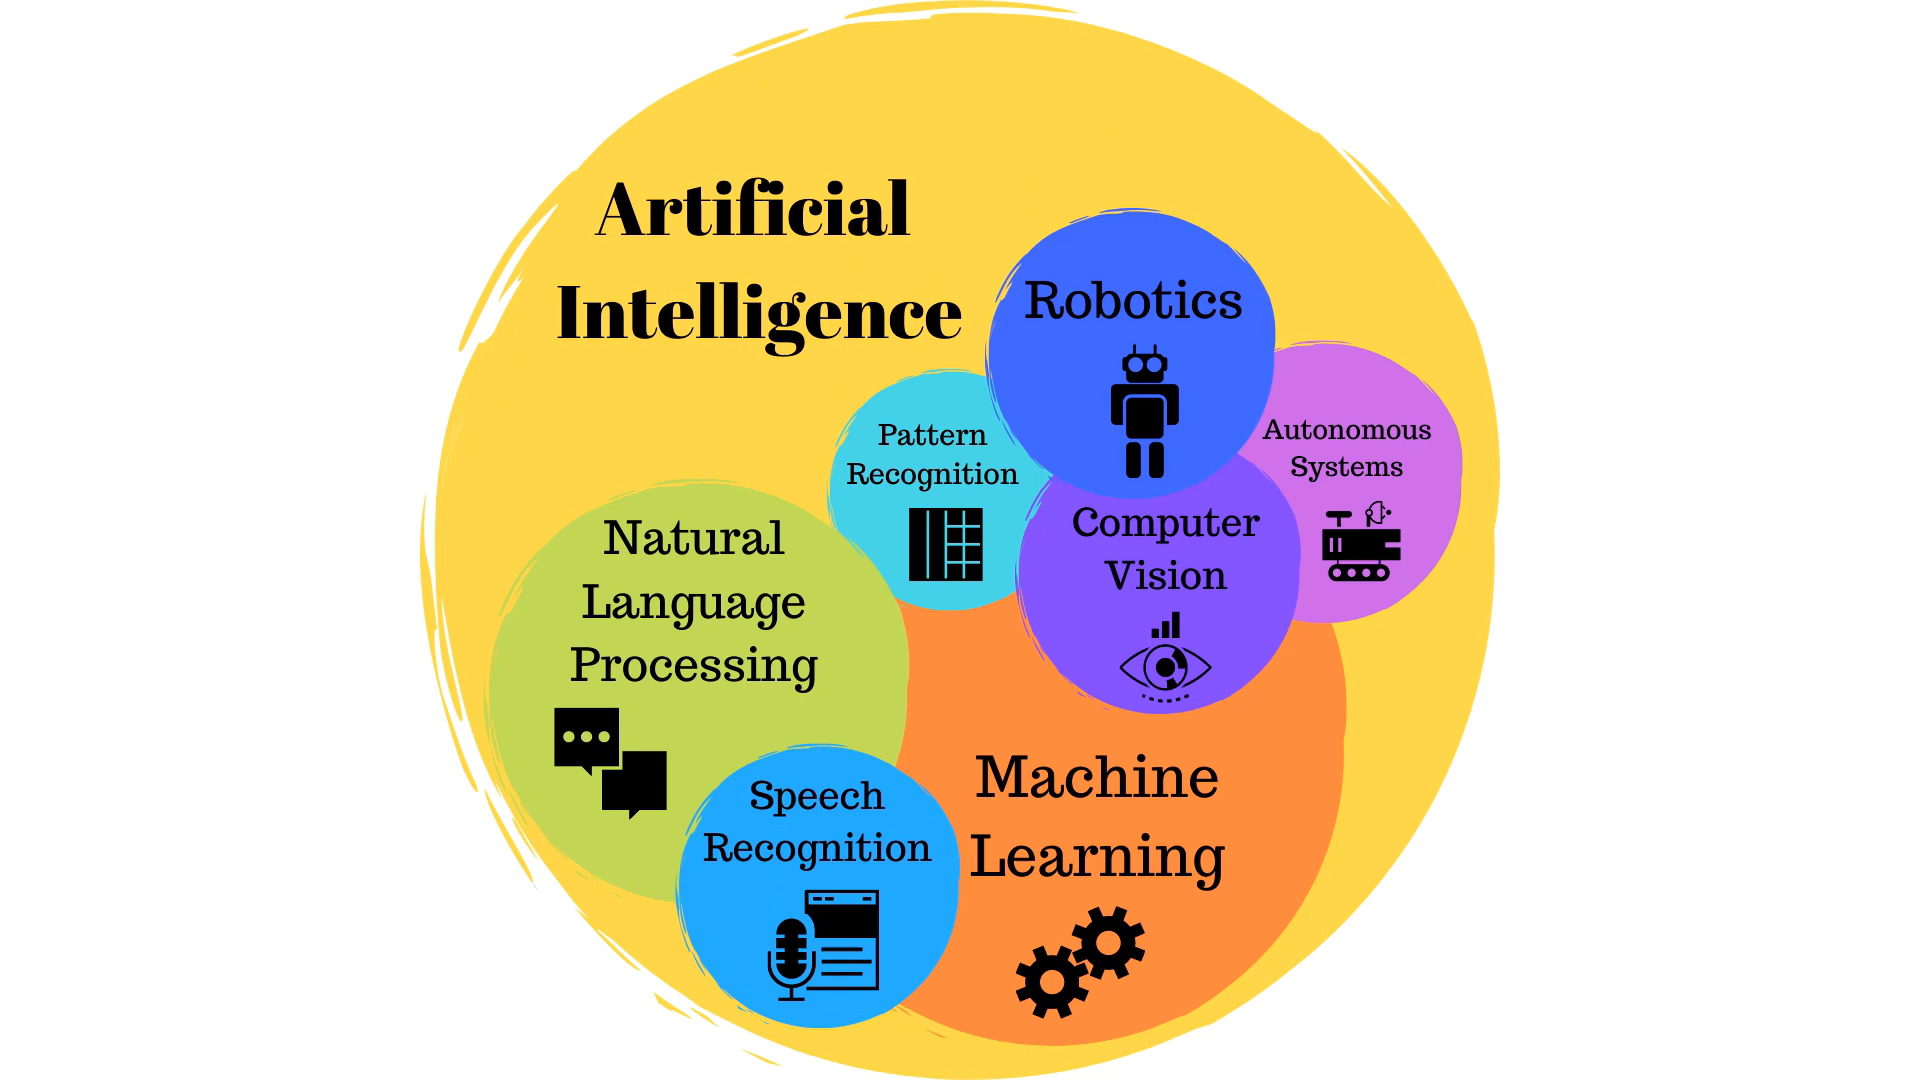 Artificial
Intelligence
Robotics
Pattern
Recognition
Autonomous
Systems
Natural
Language
Processing
Computer
Vision
Speech
Recognition
Machine
Learning